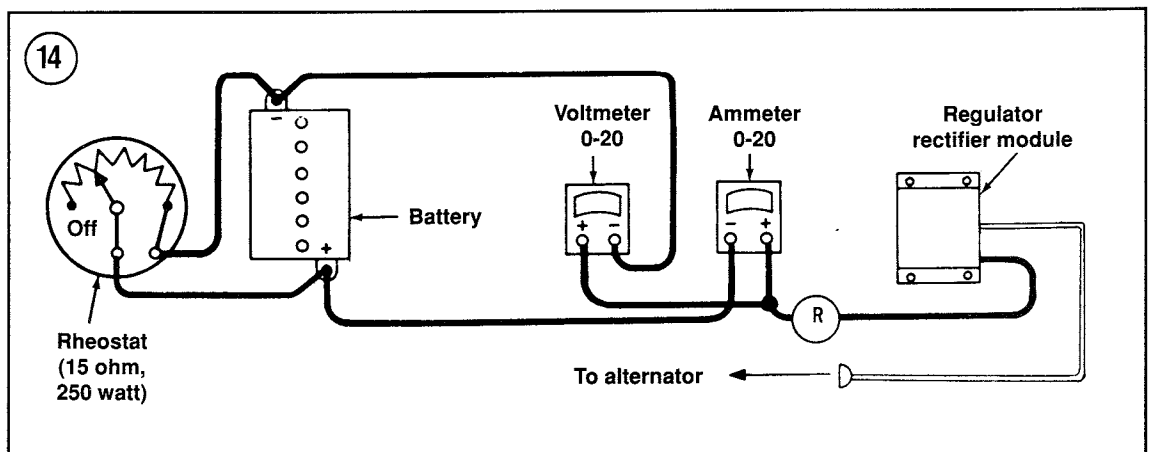 14
Voltmeter
0-20
Ammeter
0-20
Regulator
rectifier module
Off
Battery
−
+
+ −
− +
R
Rheostat
(15 ohm,
250 watt)
To alternator